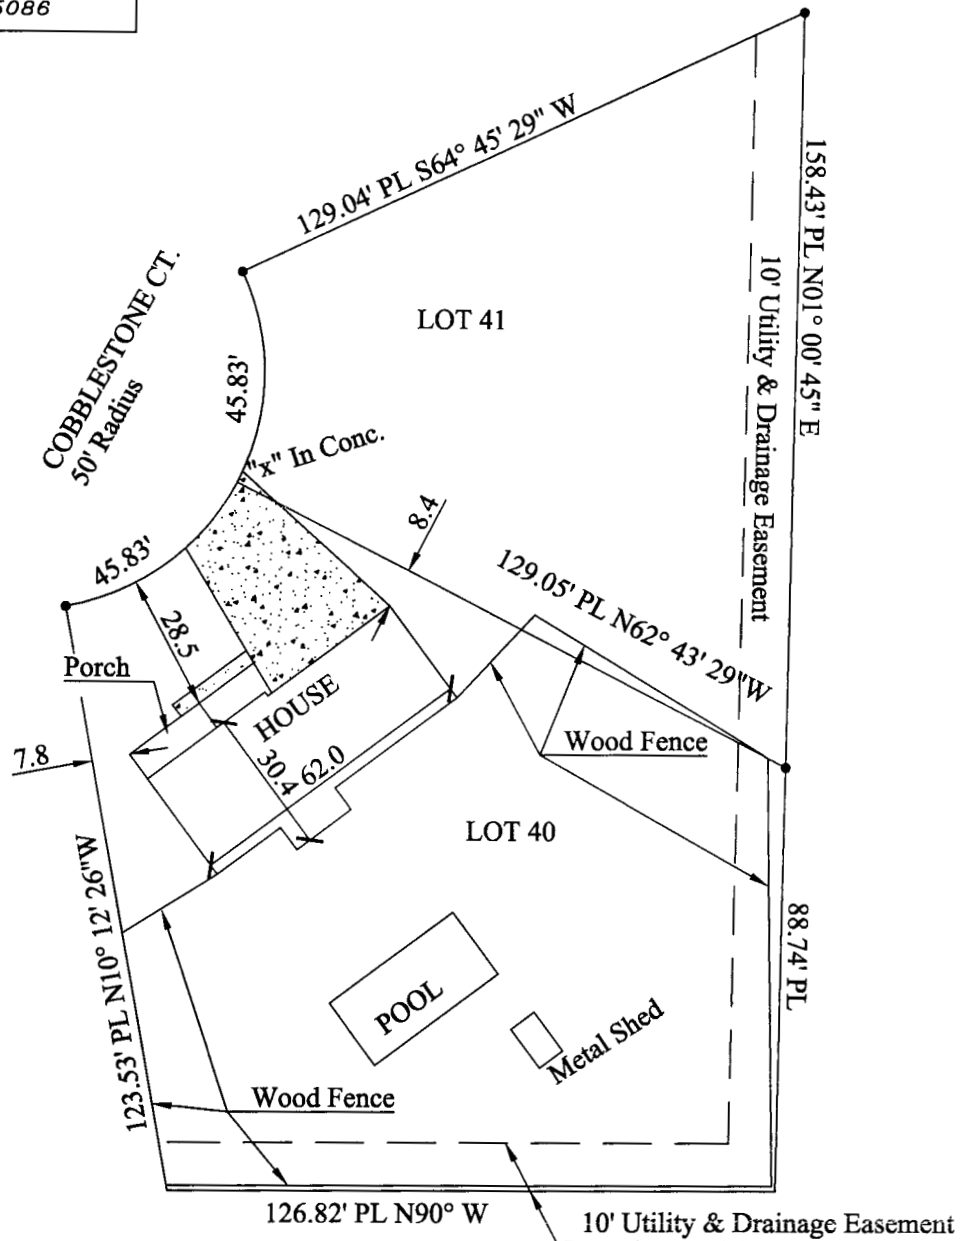 129.04' PL S64° 45' 29" W
158.43' PL N01° 00' 45" E
10' Utility & Drainage Easement
LOT 41
COBBLESTONE CT.
50' Radius
45.83'
"x" In Conc.
8.4
45.83'
129.05' PL N62° 43' 29"W
28.5
Porch
HOUSE
7.8
30.4
62.0
Wood Fence
LOT 40
123.53' PL N10° 12' 26"W
88.74' PL
POOL
Metal Shed
Wood Fence
126.82' PL N90° W
10' Utility & Drainage Easement